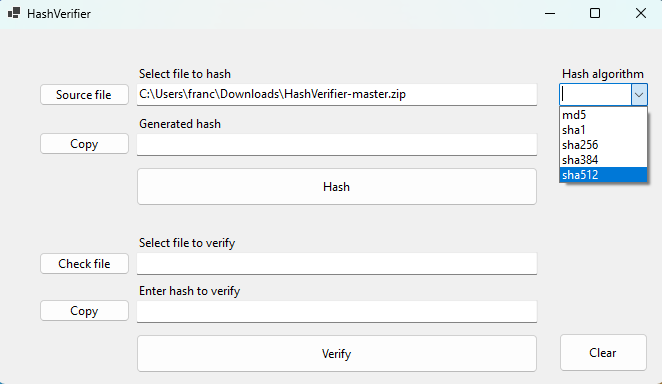 HashVerifier
Select file to hash
Hash algorithm
Source file
C:\Users\franc\Downloads\HashVerifier-master.zip
Generated hash
md5
sha1
sha256
sha384
sha512
Copy
Hash
Select file to verify
Check file
Enter hash to verify
Copy
Verify
Clear